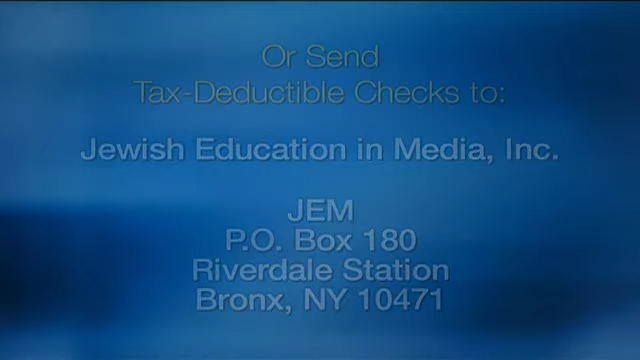 Or Send
Tax-Deductible Checks to:
Jewish Education in Media, Inc.
JEM
P.O. Box 180
Riverdale Station
Bronx, NY 10471